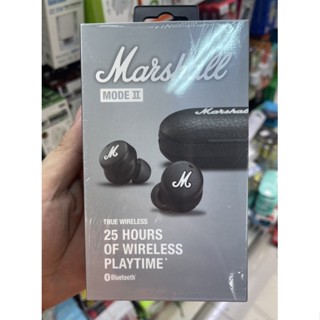 Marshall
MODE II
Marshall
M
M
TRUE WIRELESS
25 HOURS
OF WIRELESS
PLAYTIME*
Bluetooth